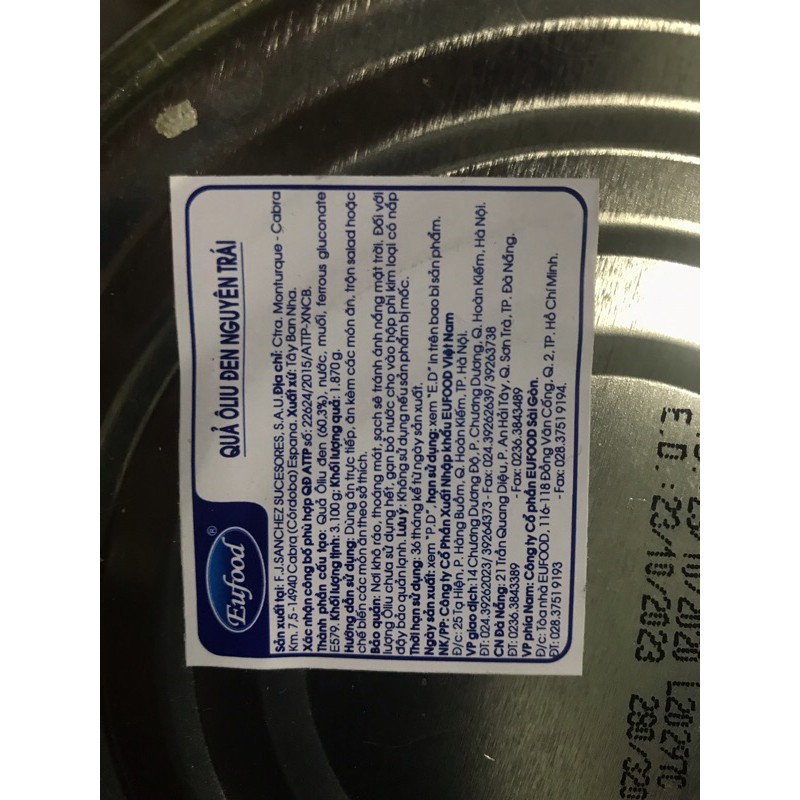 Eufood®
QUẢ ÔLIU ĐEN NGUYÊN TRÁI
Sản xuất tại: F.J.SANCHEZ SUCESORES, S.A.U. Địa chỉ: Ctra. Monturque - Cabra
Km. 7,5 -14940 Cabra (Córdoba) Espana. Xuất xứ: Tây Ban Nha.
Xác nhận công bố phù hợp QĐ ATTP số: 22624/2015/ATTP-XNCB.
Thành phần cấu tạo: Quả Ôliu đen (60,3%), nước, muối, ferrous gluconate
E579. Khối lượng tịnh: 3.100 g; Khối lượng quả: 1.870 g.
Hướng dẫn sử dụng: Dùng ăn trực tiếp, ăn kèm các món ăn, trộn salad hoặc
chế biến các món ăn theo sở thích.
Bảo quản: Nơi khô ráo, thoáng mát, sạch sẽ tránh ánh nắng mặt trời. Đối với
lượng Ôliu chưa sử dụng hết, gạn bỏ nước cho vào hộp phi kim loại có nắp
đậy bảo quản lạnh. Lưu ý: Không sử dụng nếu sản phẩm bị mốc.
Thời hạn sử dụng: 36 tháng kể từ ngày sản xuất.
Ngày sản xuất: xem "P.D", hạn sử dụng: xem "E.D" in trên bao bì sản phẩm.
NK/PP: Công ty Cổ Phần Xuất Nhập khẩu EUFOOD Việt Nam
Đ/c: 25 Tạ Hiện, P. Hàng Buồm, Q. Hoàn Kiếm, TP. Hà Nội.
VP giao dịch: 14 Chương Dương Độ, P. Chương Dương, Q. Hoàn Kiếm, Hà Nội.
ĐT: 024.39262023/ 39264373 - Fax: 024.39262639/ 39263738
CN Đà Nẵng: 21 Trần Quang Diệu, P. An Hải Tây, Q. Sơn Trà, TP. Đà Nẵng.
ĐT: 0236.3843389 - Fax: 0236.3843489
VP phía Nam: Công ty Cổ phần EUFOOD Sài Gòn.
Đ/c: Tòa nhà EUFOOD, 116-118 Đồng Văn Cống, Q. 2, TP. Hồ Chí Minh.
ĐT: 028.3751 9193 - Fax: 028.3751 9194.
23/10/2020 L20297C
E.D.:23/10/2023 280/320